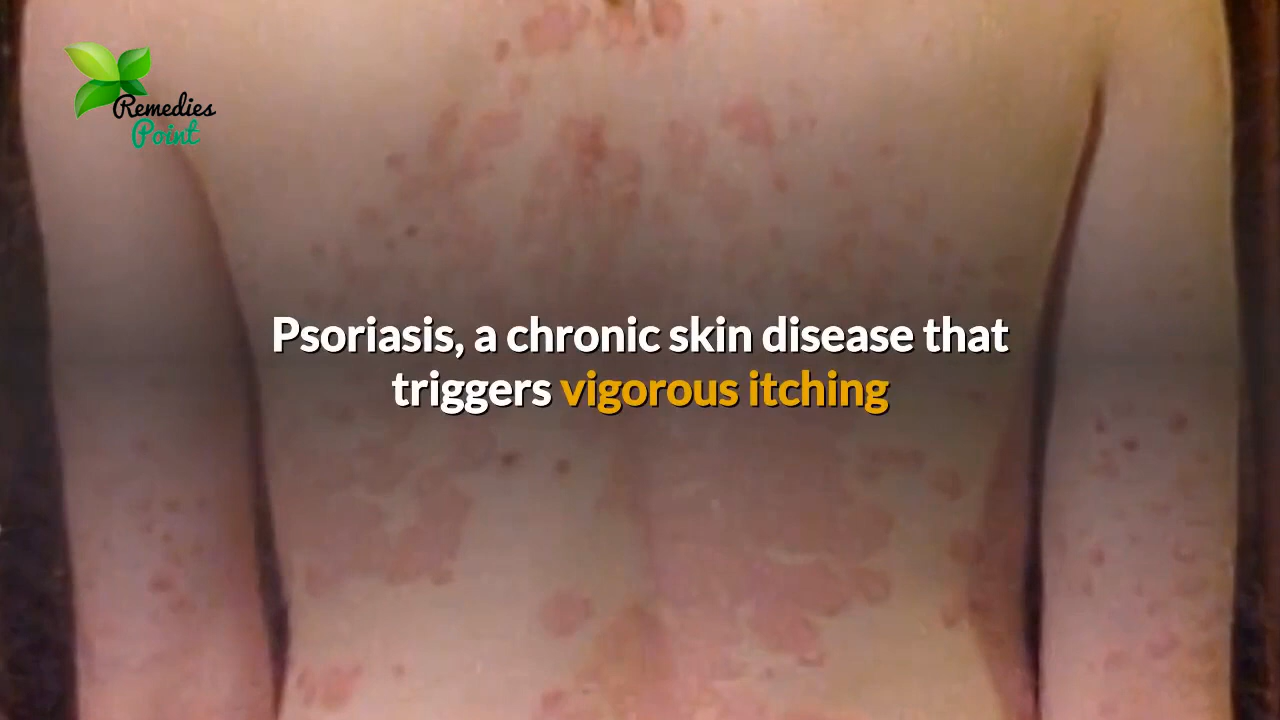 Remedies
Point
Psoriasis, a chronic skin disease that
triggers vigorous itching